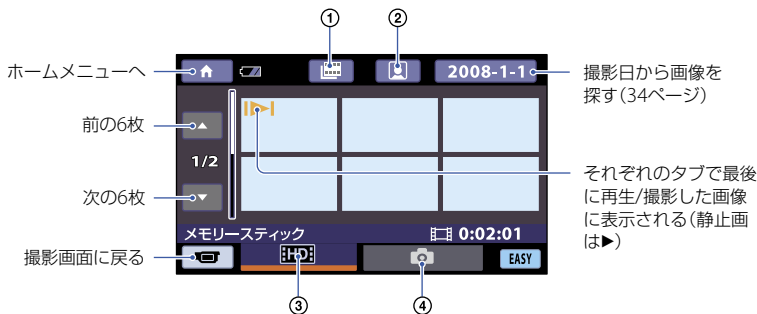 ① ②
ホームメニューへ
2008-1-1
撮影日から画像を
探す（34ページ）
前の6枚
1/2
次の6枚
それぞれのタブで最後
に再生/撮影した画像
に表示される（静止画
は▶）
メモリースティック
0:02:01
撮影画面に戻る
HD
EASY
③ ④